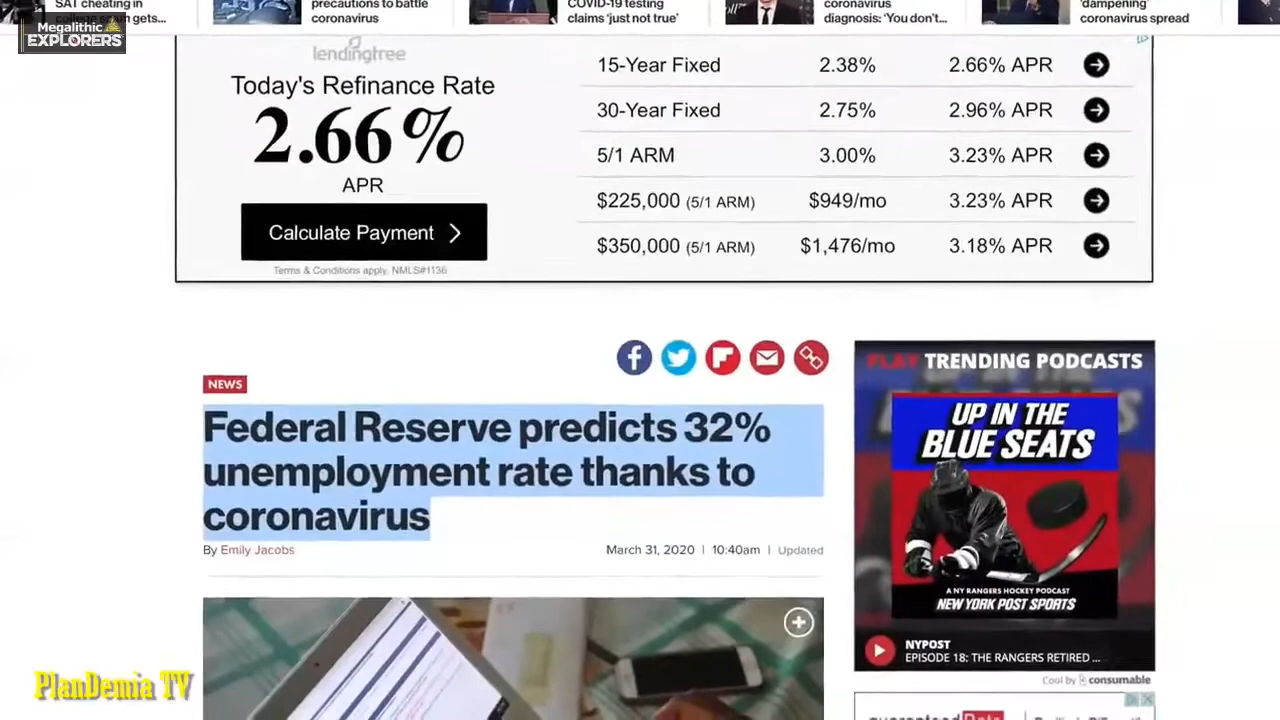 SAT cheating in
college scam gets...
precautions to battle
coronavirus
COVID-19 testing
claims 'just not true'
coronavirus
diagnosis: 'You don't...
'dampening'
coronavirus spread
Megalithic
EXPLORERS
lendingtree
Today's Refinance Rate
2.66%
APR
Calculate Payment
Terms & Conditions apply. NMLS#1136
15-Year Fixed 2.38% 2.66% APR
30-Year Fixed 2.75% 2.96% APR
5/1 ARM 3.00% 3.23% APR
$225,000 (5/1 ARM) $949/mo 3.23% APR
$350,000 (5/1 ARM) $1,476/mo 3.18% APR
NEWS
Federal Reserve predicts 32%
unemployment rate thanks to
coronavirus
By Emily Jacobs March 31, 2020 | 10:40am | Updated
PLAY TRENDING PODCASTS
UP IN THE
BLUE SEATS
A NY RANGERS HOCKEY PODCAST
NEW YORK POST SPORTS
NYPOST
EPISODE 18: THE RANGERS RETIRED ...
Cool by consumable
PlanDemia TV